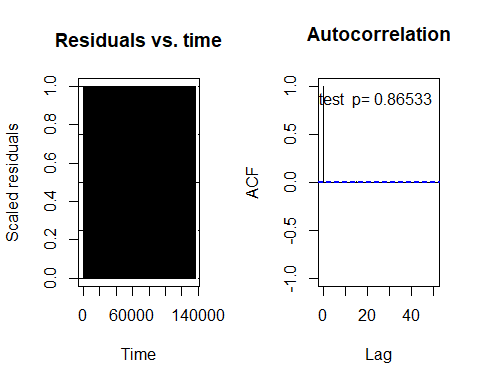 Residuals vs. time
Scaled residuals
0.0 0.2 0.4 0.6 0.8 1.0
0 60000 140000
Time
Autocorrelation
test p= 0.86533
ACF
-1.0 -0.5 0.0 0.5 1.0
0 20 40
Lag